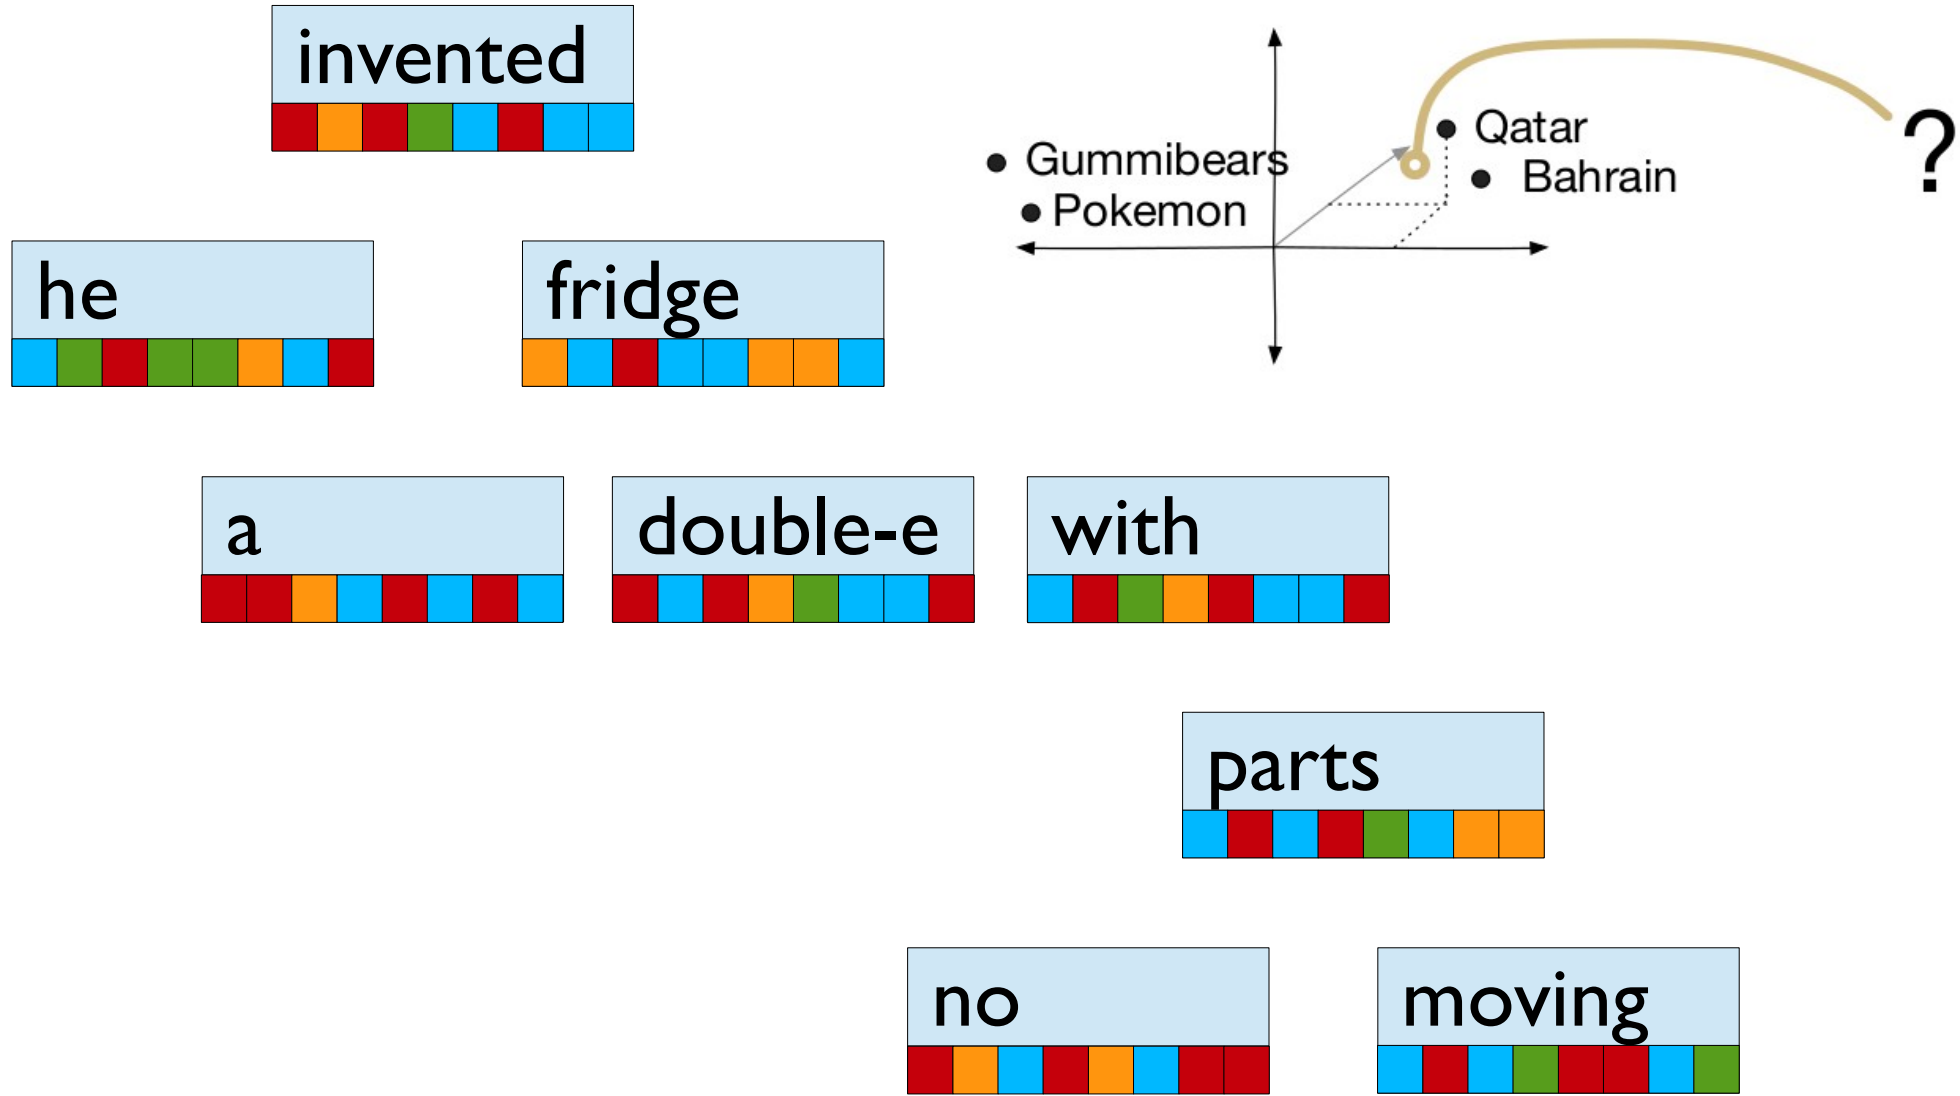 invented
Qatar
?
Gummibears
Bahrain
Pokemon
he
fridge
a
double-e
with
parts
no
moving